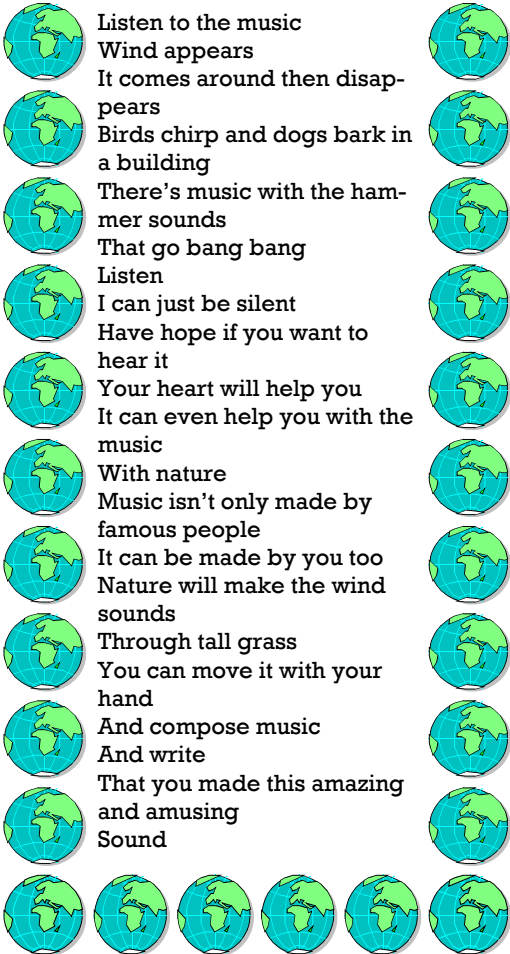 Listen to the music
Wind appears
It comes around then disap-
pears
Birds chirp and dogs bark in
a building
There’s music with the ham-
mer sounds
That go bang bang
Listen
I can just be silent
Have hope if you want to
hear it
Your heart will help you
It can even help you with the
music
With nature
Music isn’t only made by
famous people
It can be made by you too
Nature will make the wind
sounds
Through tall grass
You can move it with your
hand
And compose music
And write
That you made this amazing
and amusing
Sound